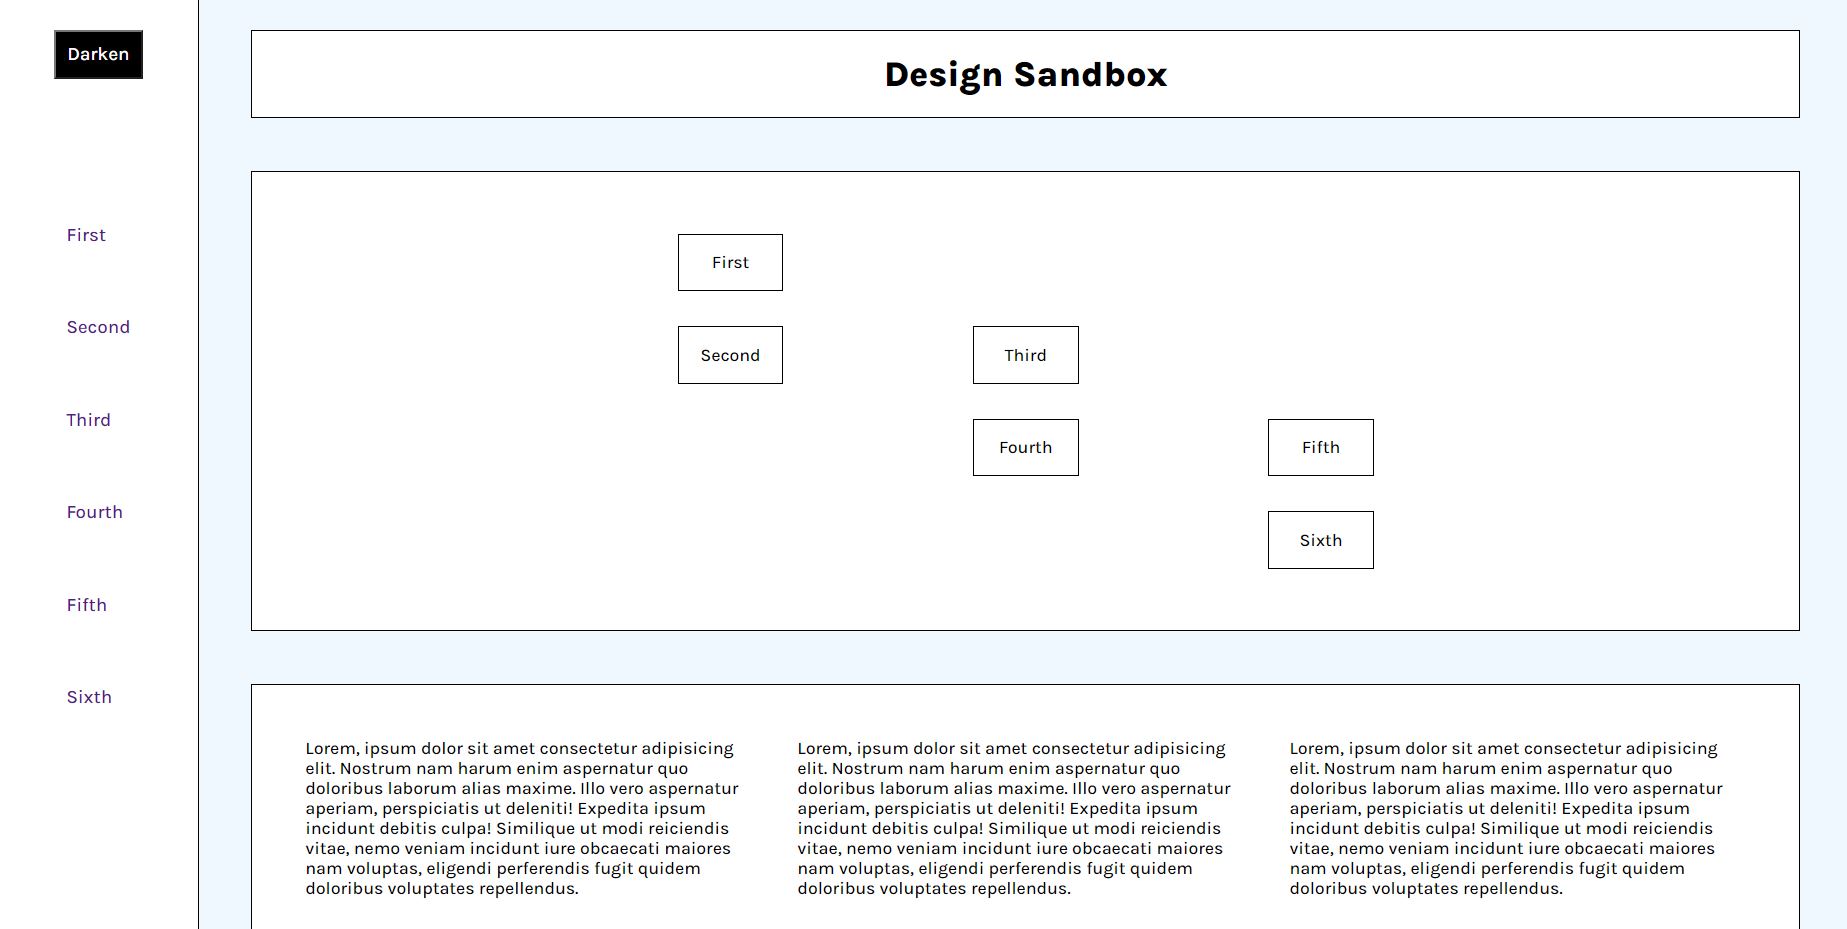 Darken
First
Second
Third
Fourth
Fifth
Sixth
Design Sandbox
First
Second
Third
Fourth
Fifth
Sixth
Lorem, ipsum dolor sit amet consectetur adipisicing
elit. Nostrum nam harum enim aspernatur quo
doloribus laborum alias maxime. Illo vero aspernatur
aperiam, perspiciatis ut deleniti! Expedita ipsum
incidunt debitis culpa! Similique ut modi reiciendis
vitae, nemo veniam incidunt iure obcaecati maiores
nam voluptas, eligendi perferendis fugit quidem
doloribus voluptates repellendus.
Lorem, ipsum dolor sit amet consectetur adipisicing
elit. Nostrum nam harum enim aspernatur quo
doloribus laborum alias maxime. Illo vero aspernatur
aperiam, perspiciatis ut deleniti! Expedita ipsum
incidunt debitis culpa! Similique ut modi reiciendis
vitae, nemo veniam incidunt iure obcaecati maiores
nam voluptas, eligendi perferendis fugit quidem
doloribus voluptates repellendus.
Lorem, ipsum dolor sit amet consectetur adipisicing
elit. Nostrum nam harum enim aspernatur quo
doloribus laborum alias maxime. Illo vero aspernatur
aperiam, perspiciatis ut deleniti! Expedita ipsum
incidunt debitis culpa! Similique ut modi reiciendis
vitae, nemo veniam incidunt iure obcaecati maiores
nam voluptas, eligendi perferendis fugit quidem
doloribus voluptates repellendus.